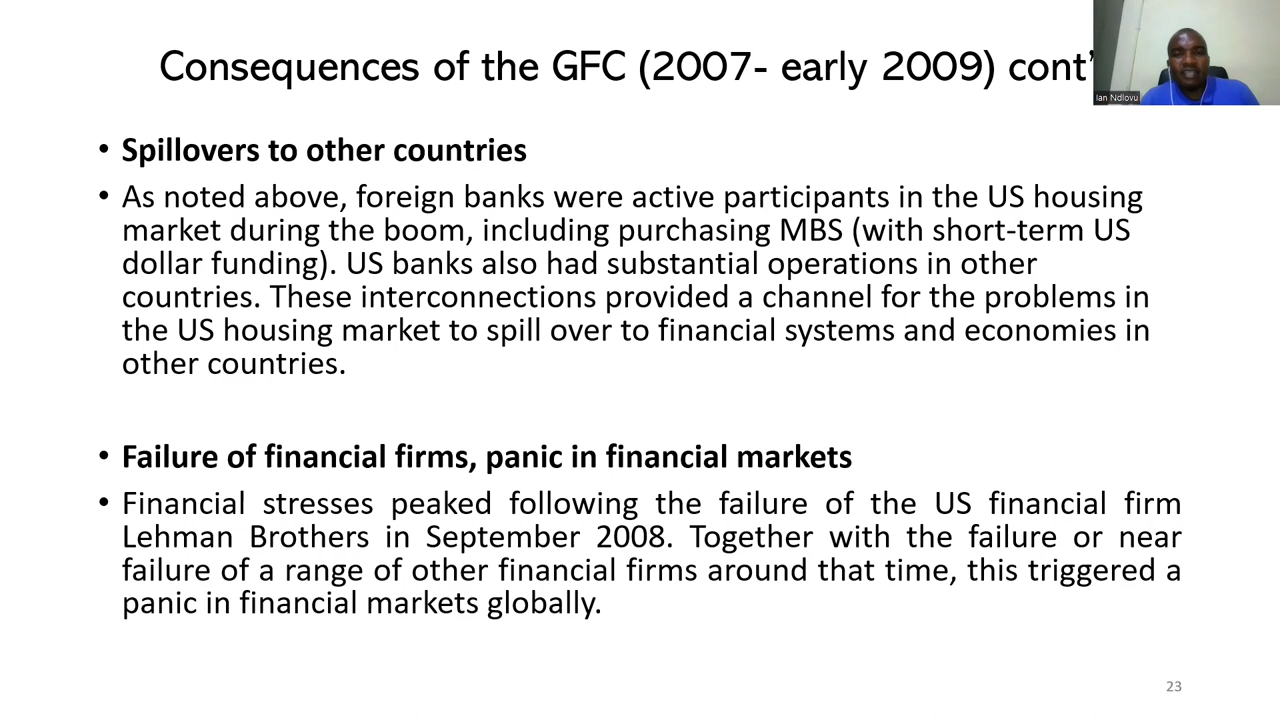 Consequences of the GFC (2007- early 2009) cont'
Ian Ndlovu
• Spillovers to other countries
• As noted above, foreign banks were active participants in the US housing
market during the boom, including purchasing MBS (with short-term US
dollar funding). US banks also had substantial operations in other
countries. These interconnections provided a channel for the problems in
the US housing market to spill over to financial systems and economies in
other countries.
• Failure of financial firms, panic in financial markets
• Financial stresses peaked following the failure of the US financial firm
Lehman Brothers in September 2008. Together with the failure or near
failure of a range of other financial firms around that time, this triggered a
panic in financial markets globally.
23